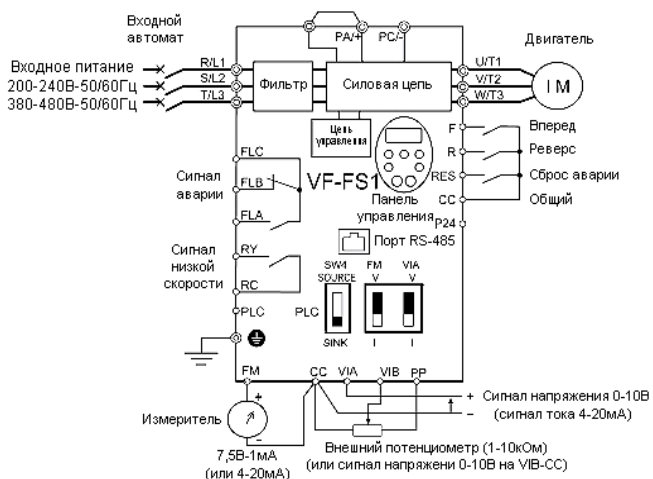 Входной
автомат
PA/+
PC/-
Двигатель
Входное питание
200-240В-50/60Гц
380-480В-50/60Гц
R/L1
S/L2
T/L3
Фильтр
Силовая цепь
U/T1
V/T2
W/T3
I M
Цепь
управления
F
Вперед
R
Реверс
RES
Сброс аварии
CC
Общий
P24
FLC
Сигнал
аварии
FLB
FLA
VF-FS1
Панель
управления
Порт RS-485
Сигнал
низкой
скорости
RY
RC
PLC
SW4
SOURCE
PLC
SINK
FM
V
I
VIA
V
I
FM
CC
VIA
VIB
PP
+
Измеритель
-
7,5В-1мА
(или 4-20мА)
+ Сигнал напряжения 0-10В
- (сигнал тока 4-20мА)
Внешний потенциометр (1-10кОм)
(или сигнал напряжени 0-10В на VIB-CC)